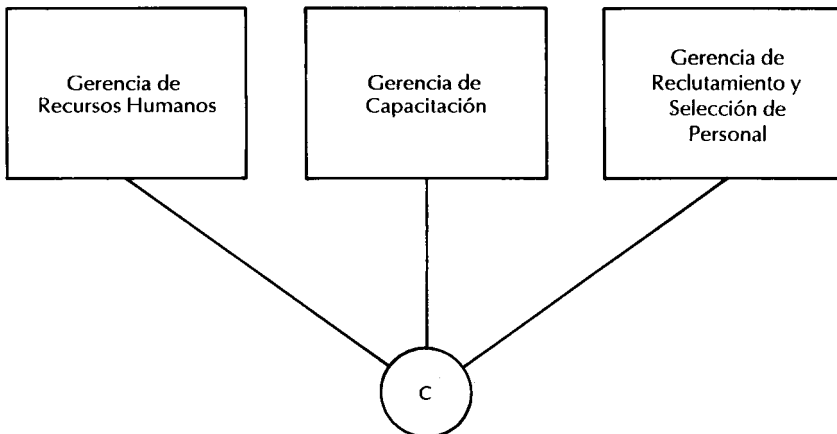 Gerencia de
Recursos Humanos
Gerencia de
Capacitación
Gerencia de
Reclutamiento y
Selección de
Personal
C